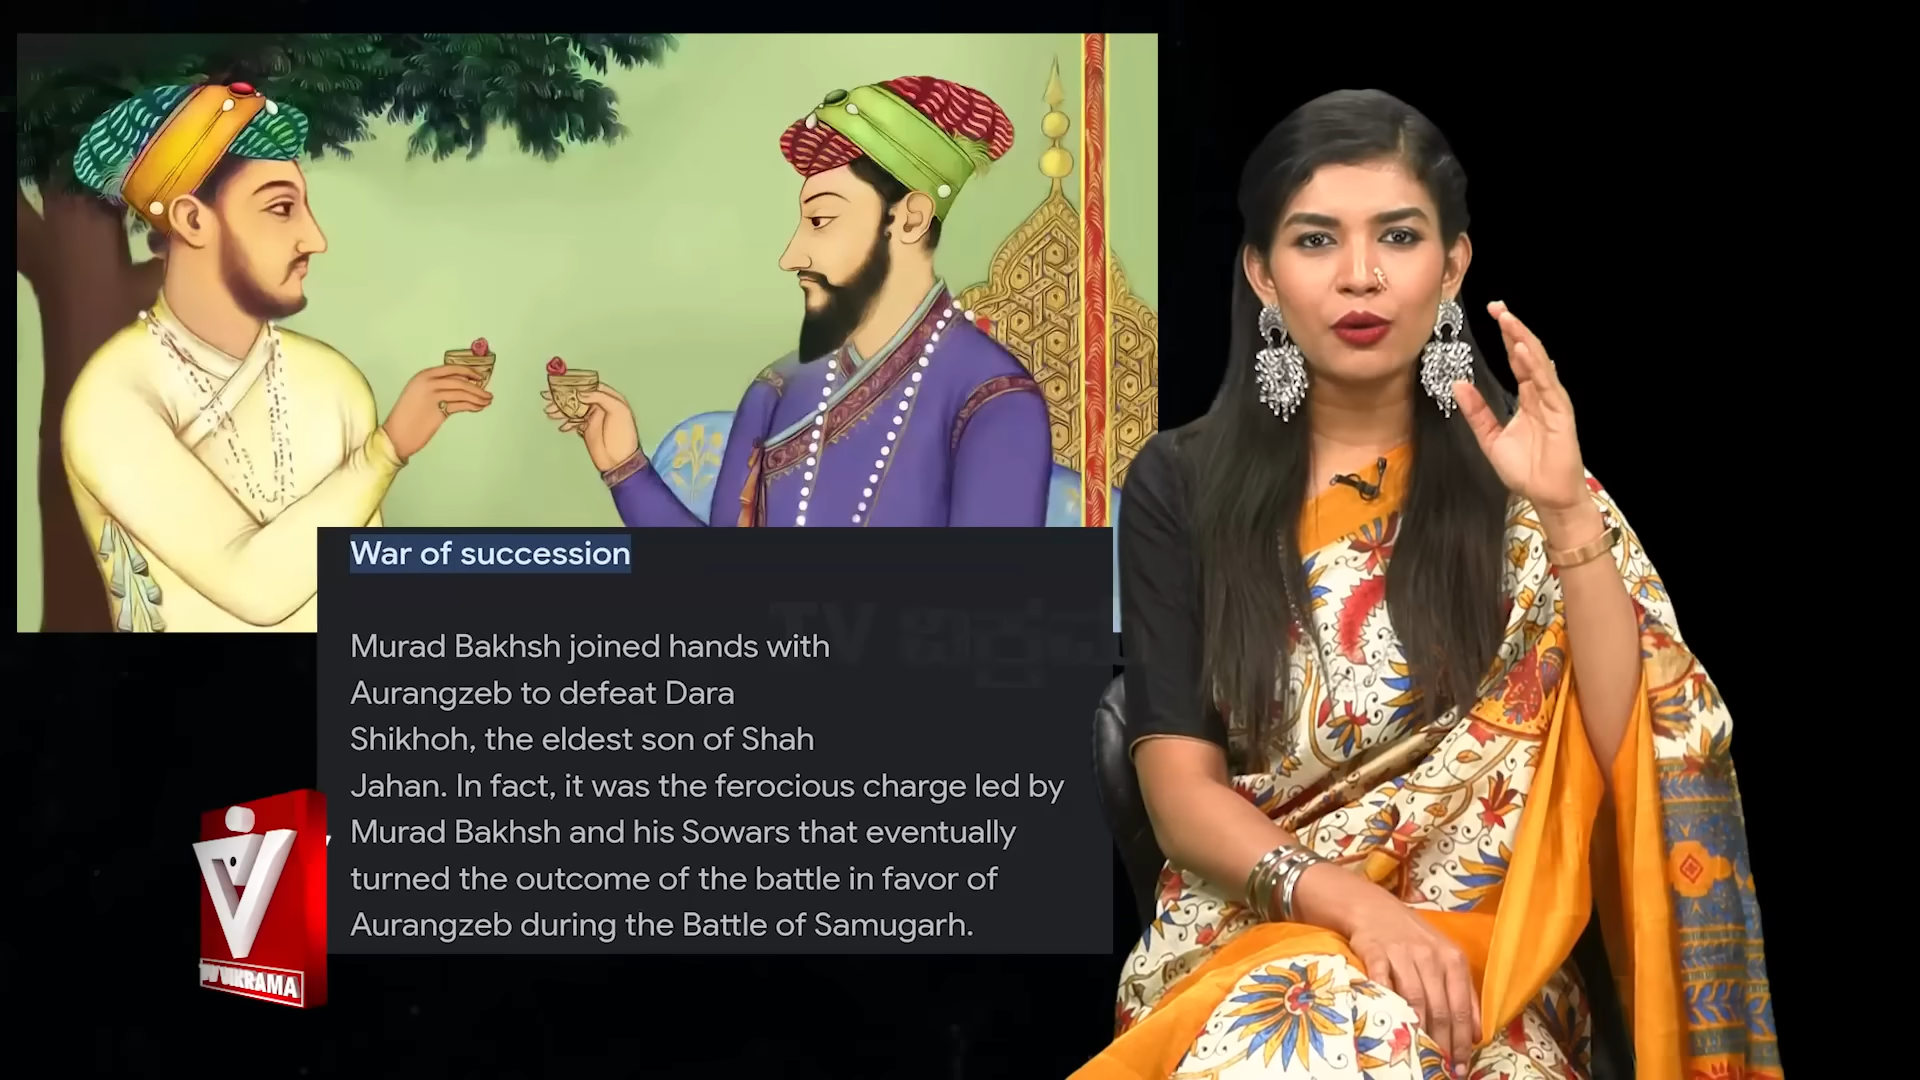 War of succession
Murad Bakhsh joined hands with
Aurangzeb to defeat Dara
Shikhoh, the eldest son of Shah
Jahan. In fact, it was the ferocious charge led by
Murad Bakhsh and his Sowars that eventually
turned the outcome of the battle in favor of
Aurangzeb during the Battle of Samugarh.
TV ವಿಕ್ರಮ
TV VIKRAMA